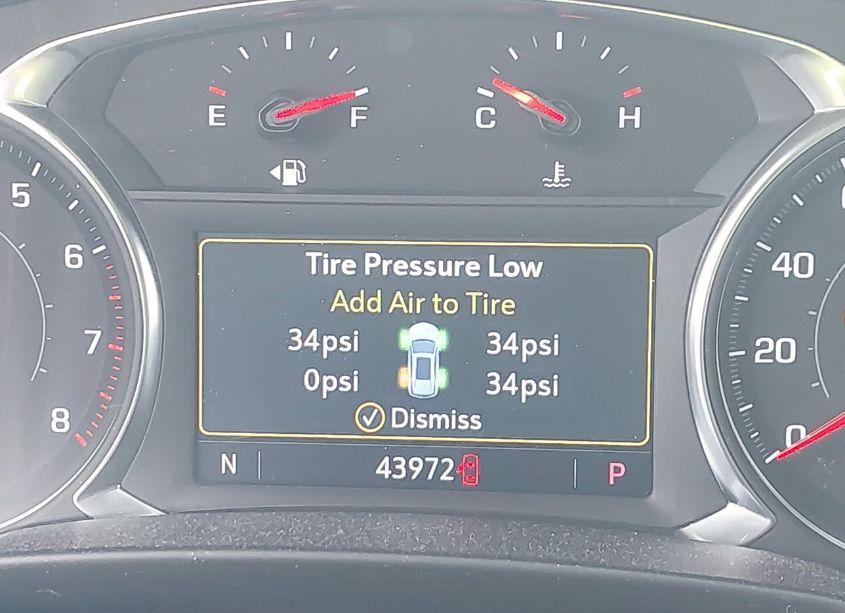 E F C H
5
6
7
8
40
20
0
Tire Pressure Low
Add Air to Tire
34psi 34psi
0psi 34psi
Dismiss
N 43972 P